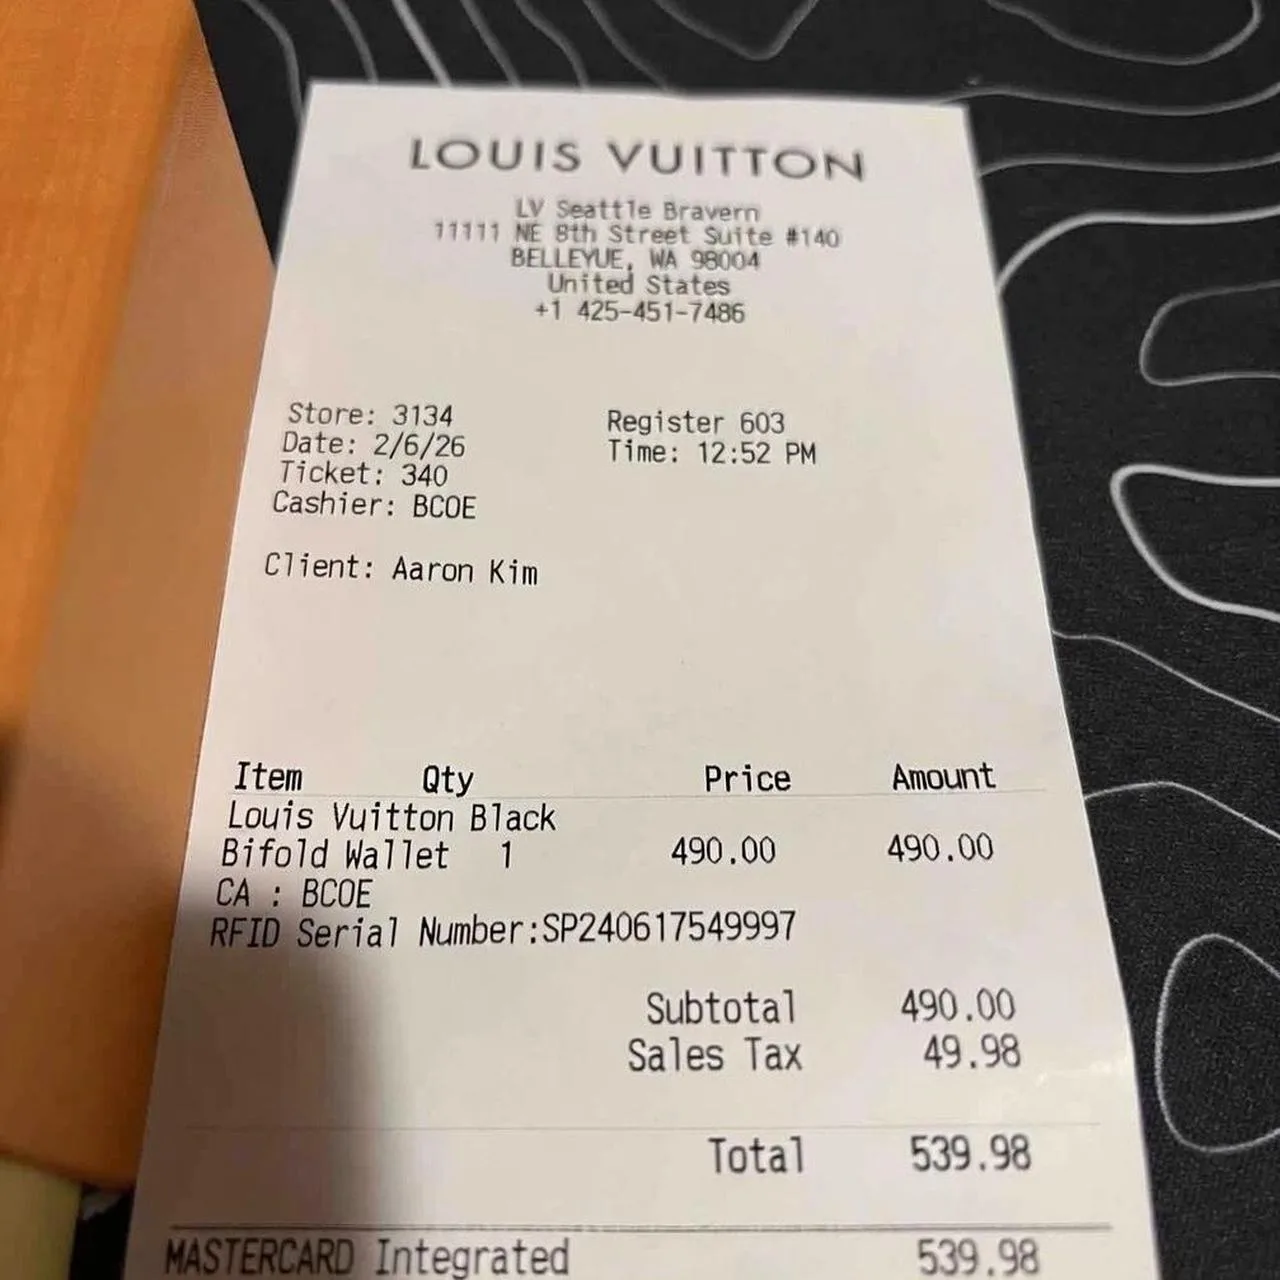 LOUIS VUITTON
LV Seattle Bravern
11111 NE 8th Street Suite #140
BELLEYUE, WA 98004
United States
+1 425-451-7486
Store: 3134 Register 603
Date: 2/6/26 Time: 12:52 PM
Ticket: 340
Cashier: BCOE
Client: Aaron Kim
Item Qty Price Amount
Louis Vuitton Black
Bifold Wallet 1 490.00 490.00
CA : BCOE
RFID Serial Number:SP240617549997
Subtotal 490.00
Sales Tax 49.98
Total 539.98
MASTERCARD Integrated 539.98